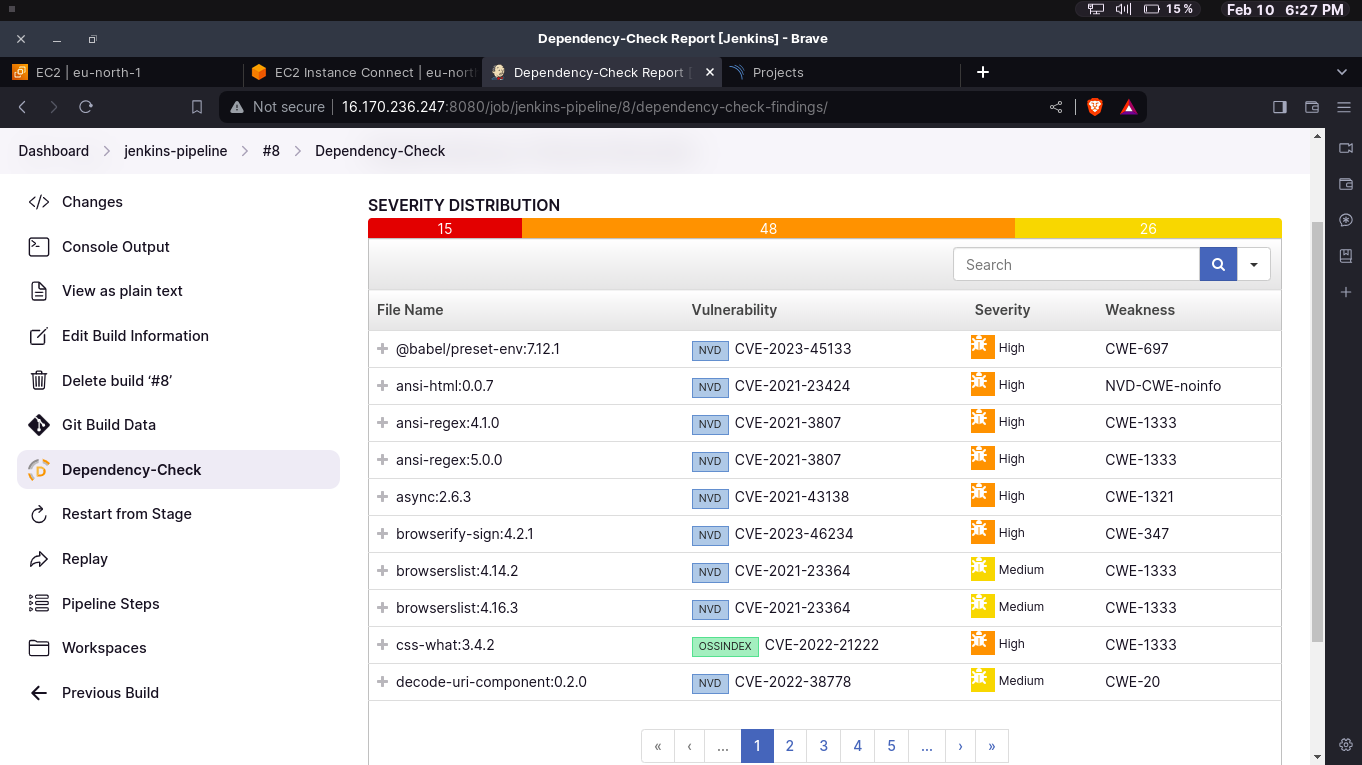 15 %
Feb 10 6:27 PM
Dependency-Check Report [Jenkins] - Brave
EC2 | eu-north-1
EC2 Instance Connect | eu-nort
Dependency-Check Report [
Projects
Not secure
16.170.236.247:8080/job/jenkins-pipeline/8/dependency-check-findings/
Dashboard
jenkins-pipeline
#8
Dependency-Check
Changes
Console Output
View as plain text
Edit Build Information
Delete build ‘#8’
Git Build Data
Dependency-Check
Restart from Stage
Replay
Pipeline Steps
Workspaces
Previous Build
SEVERITY DISTRIBUTION
15 48 26
Search
File Name Vulnerability Severity Weakness
@babel/preset-env:7.12.1 NVD CVE-2023-45133 High CWE-697
ansi-html:0.0.7 NVD CVE-2021-23424 High NVD-CWE-noinfo
ansi-regex:4.1.0 NVD CVE-2021-3807 High CWE-1333
ansi-regex:5.0.0 NVD CVE-2021-3807 High CWE-1333
async:2.6.3 NVD CVE-2021-43138 High CWE-1321
browserify-sign:4.2.1 NVD CVE-2023-46234 High CWE-347
browserslist:4.14.2 NVD CVE-2021-23364 Medium CWE-1333
browserslist:4.16.3 NVD CVE-2021-23364 Medium CWE-1333
css-what:3.4.2 OSSINDEX CVE-2022-21222 High CWE-1333
decode-uri-component:0.2.0 NVD CVE-2022-38778 Medium CWE-20
« ‹ ... 1 2 3 4 5 ... › »